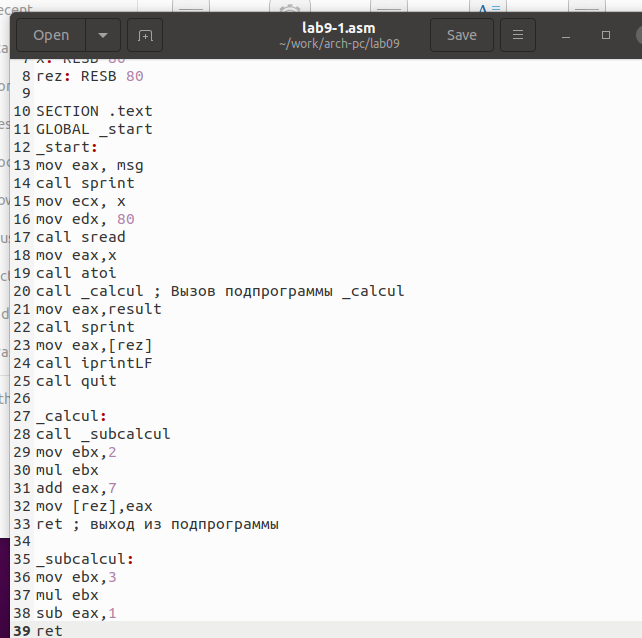 lab9-1.asm
Open
~/work/arch-pc/lab09
Save
8 rez: RESB 80
9
10 SECTION .text
11 GLOBAL _start
12 _start:
13 mov eax, msg
14 call sprint
15 mov ecx, x
16 mov edx, 80
17 call sread
18 mov eax,x
19 call atoi
20 call _calcul ; Вызов подпрограммы _calcul
21 mov eax,result
22 call sprint
23 mov eax,[rez]
24 call iprintLF
25 call quit
26
27 _calcul:
28 call _subcalcul
29 mov ebx,2
30 mul ebx
31 add eax,7
32 mov [rez],eax
33 ret ; выход из подпрограммы
34
35 _subcalcul:
36 mov ebx,3
37 mul ebx
38 sub eax,1
39 ret